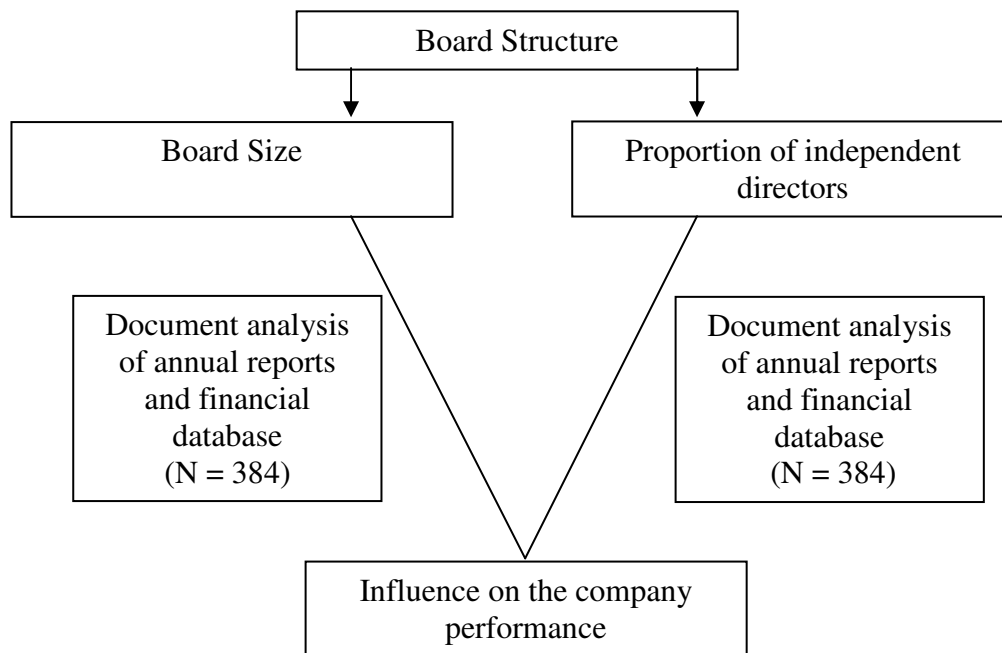 Board Structure
Board Size
Proportion of independent
directors
Document analysis
of annual reports
and financial
database
(N = 384)
Document analysis
of annual reports
and financial
database
(N = 384)
Influence on the company
performance